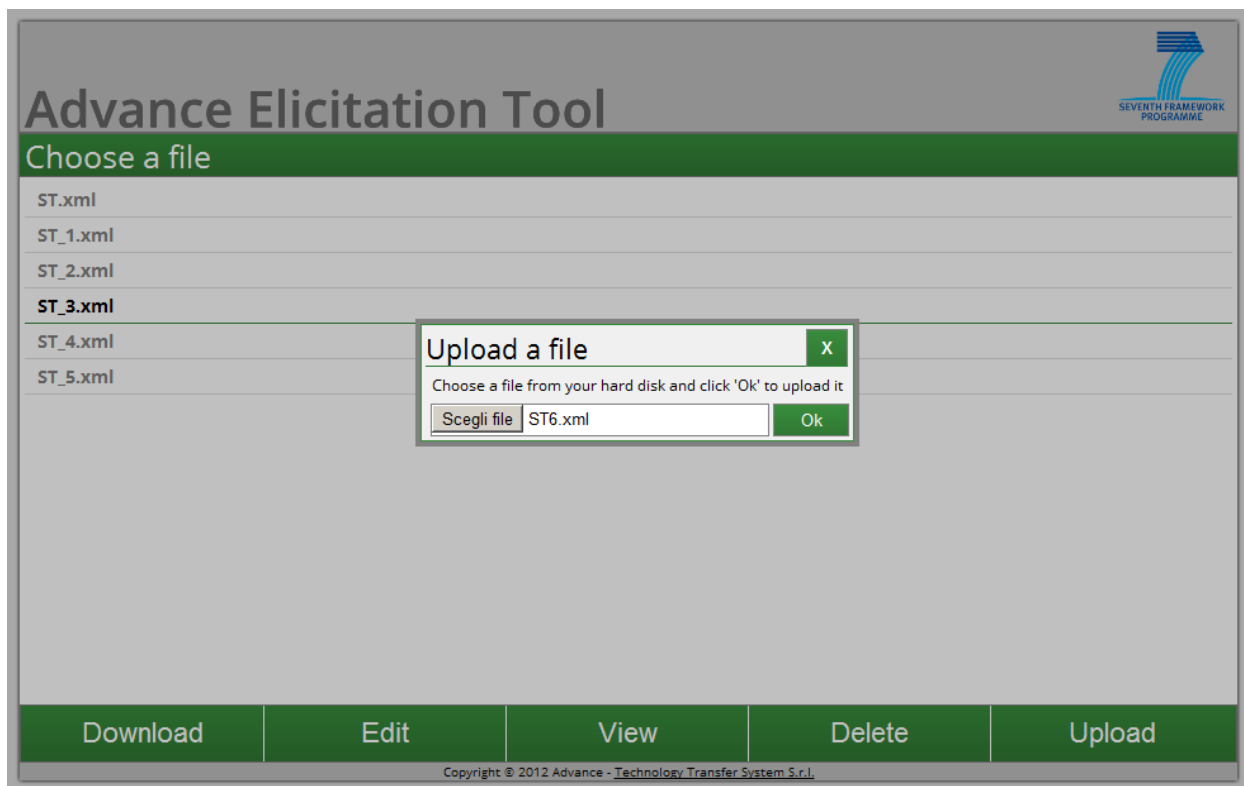 SEVENTH FRAMEWORK
PROGRAMME
Advance Elicitation Tool
Choose a file
ST.xml
ST_1.xml
ST_2.xml
ST_3.xml
ST_4.xml
ST_5.xml
Upload a file
X
Choose a file from your hard disk and click 'Ok' to upload it
Scegli file ST6.xml Ok
Download Edit View Delete Upload
Copyright © 2012 Advance - Technology Transfer System S.r.l.